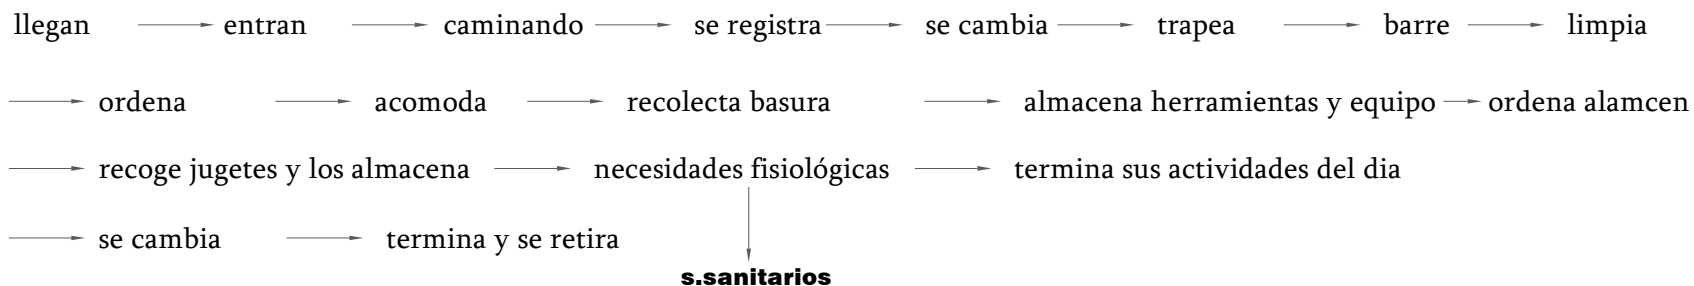 llegan entran caminando se registra se cambia trapea barre limpia
ordena acomoda recolecta basura almacena herramientas y equipo ordena alamcen
recoge jugetes y los almacena necesidades fisiológicas termina sus actividades del dia
se cambia termina y se retira
s.sanitarios